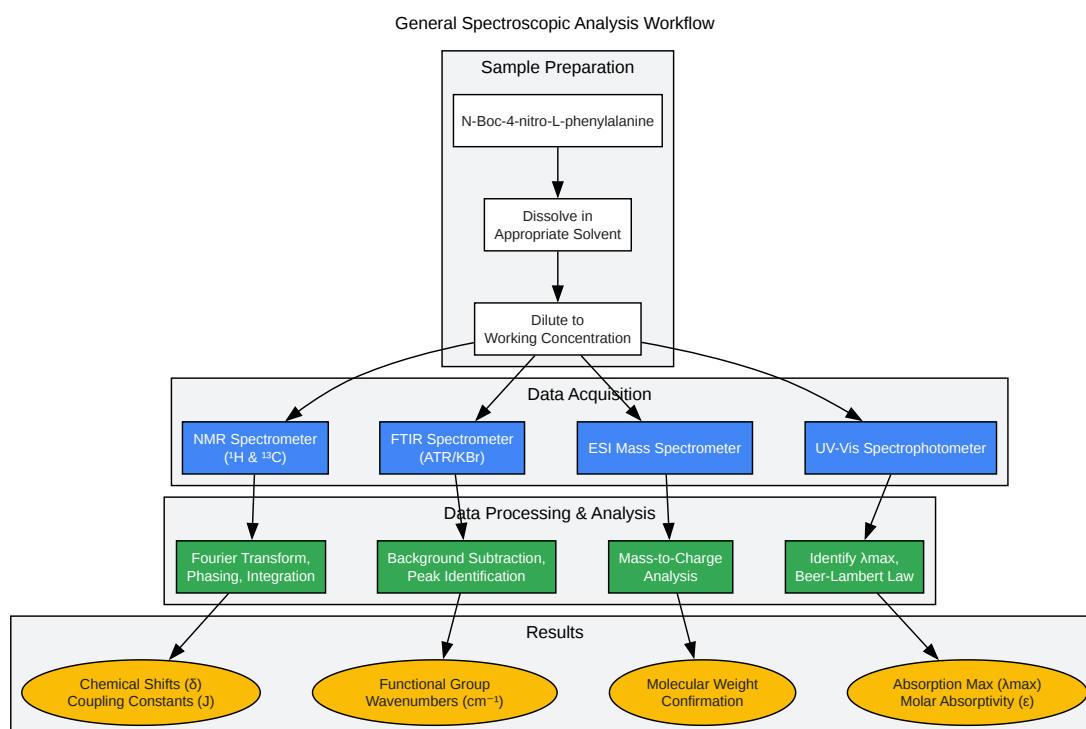 General Spectroscopic Analysis Workflow
Sample Preparation
N-Boc-4-nitro-L-phenylalanine
Dissolve in
Appropriate Solvent
Dilute to
Working Concentration
Data Acquisition
NMR Spectrometer
(¹H & ¹³C)
FTIR Spectrometer
(ATR/KBr)
ESI Mass Spectrometer
UV-Vis Spectrophotometer
Data Processing & Analysis
Fourier Transform,
Phasing, Integration
Background Subtraction,
Peak Identification
Mass-to-Charge
Analysis
Identify λmax,
Beer-Lambert Law
Results
Chemical Shifts (δ)
Coupling Constants (J)
Functional Group
Wavenumbers (cm⁻¹)
Molecular Weight
Confirmation
Absorption Max (λmax)
Molar Absorptivity (ε)